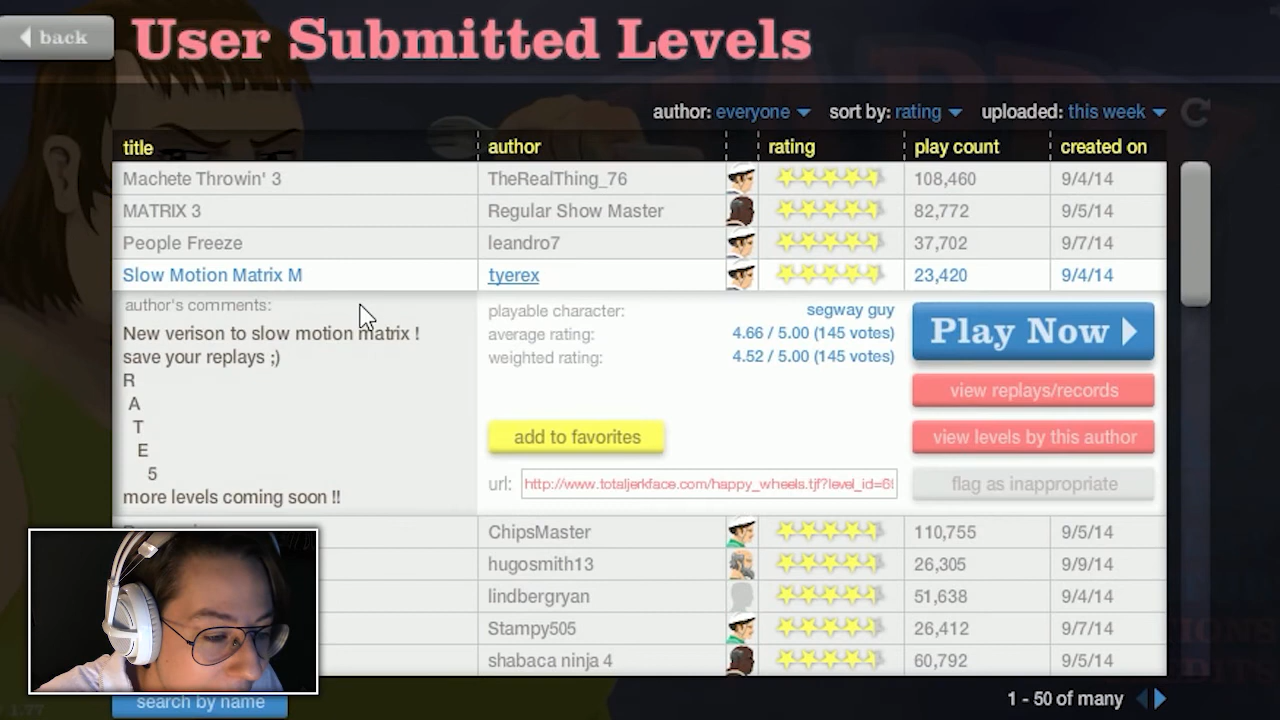 back
User Submitted Levels
author: everyone sort by: rating uploaded: this week
title author rating play count created on
Machete Throwin' 3 TheRealThing_76 108,460 9/4/14
MATRIX 3 Regular Show Master 82,772 9/5/14
People Freeze leandro7 37,702 9/7/14
Slow Motion Matrix M tyerex 23,420 9/4/14
author's comments:
New verison to slow motion matrix !
save your replays ;)
R
A
T
E
5
more levels coming soon !!
playable character: segway guy
average rating: 4.66 / 5.00 (145 votes)
weighted rating: 4.52 / 5.00 (145 votes)
add to favorites
url: http://www.totaljerkface.com/happy_wheels.tjf?level_id=6
Play Now
view replays/records
view levels by this author
flag as inappropriate
ChipsMaster 110,755 9/5/14
hugosmith13 26,305 9/9/14
lindbergryan 51,638 9/4/14
Stampy505 26,412 9/7/14
shabaca ninja 4 60,792 9/5/14
search by name
1 - 50 of many
1.77